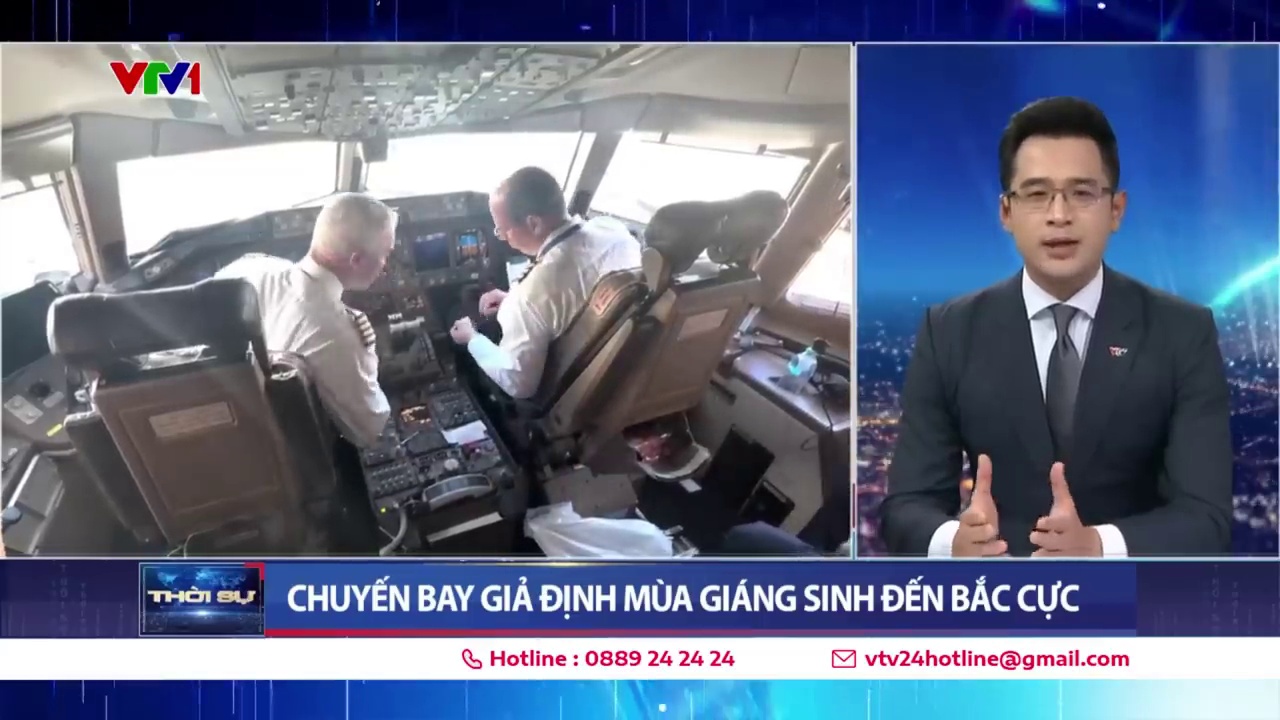 VTV1
THỜI SỰ
CHUYẾN BAY GIẢ ĐỊNH MÙA GIÁNG SINH ĐẾN BẮC CỰC
Hotline : 0889 24 24 24
vtv24hotline@gmail.com